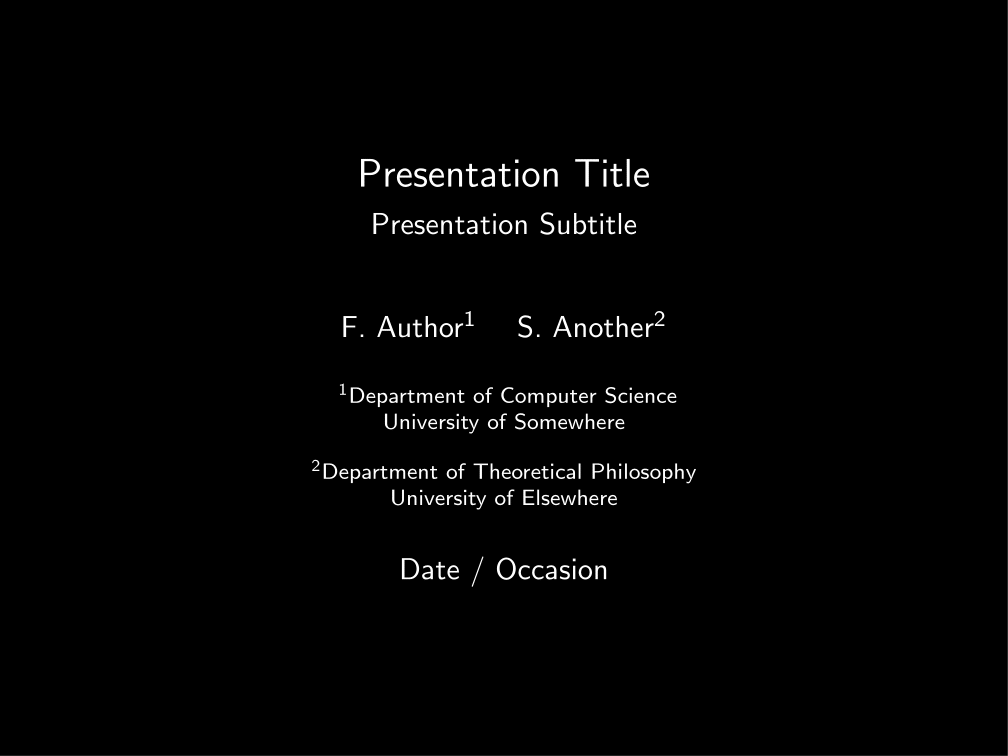 Presentation Title
Presentation Subtitle
F. Author¹ S. Another²
¹Department of Computer Science
University of Somewhere
²Department of Theoretical Philosophy
University of Elsewhere
Date / Occasion